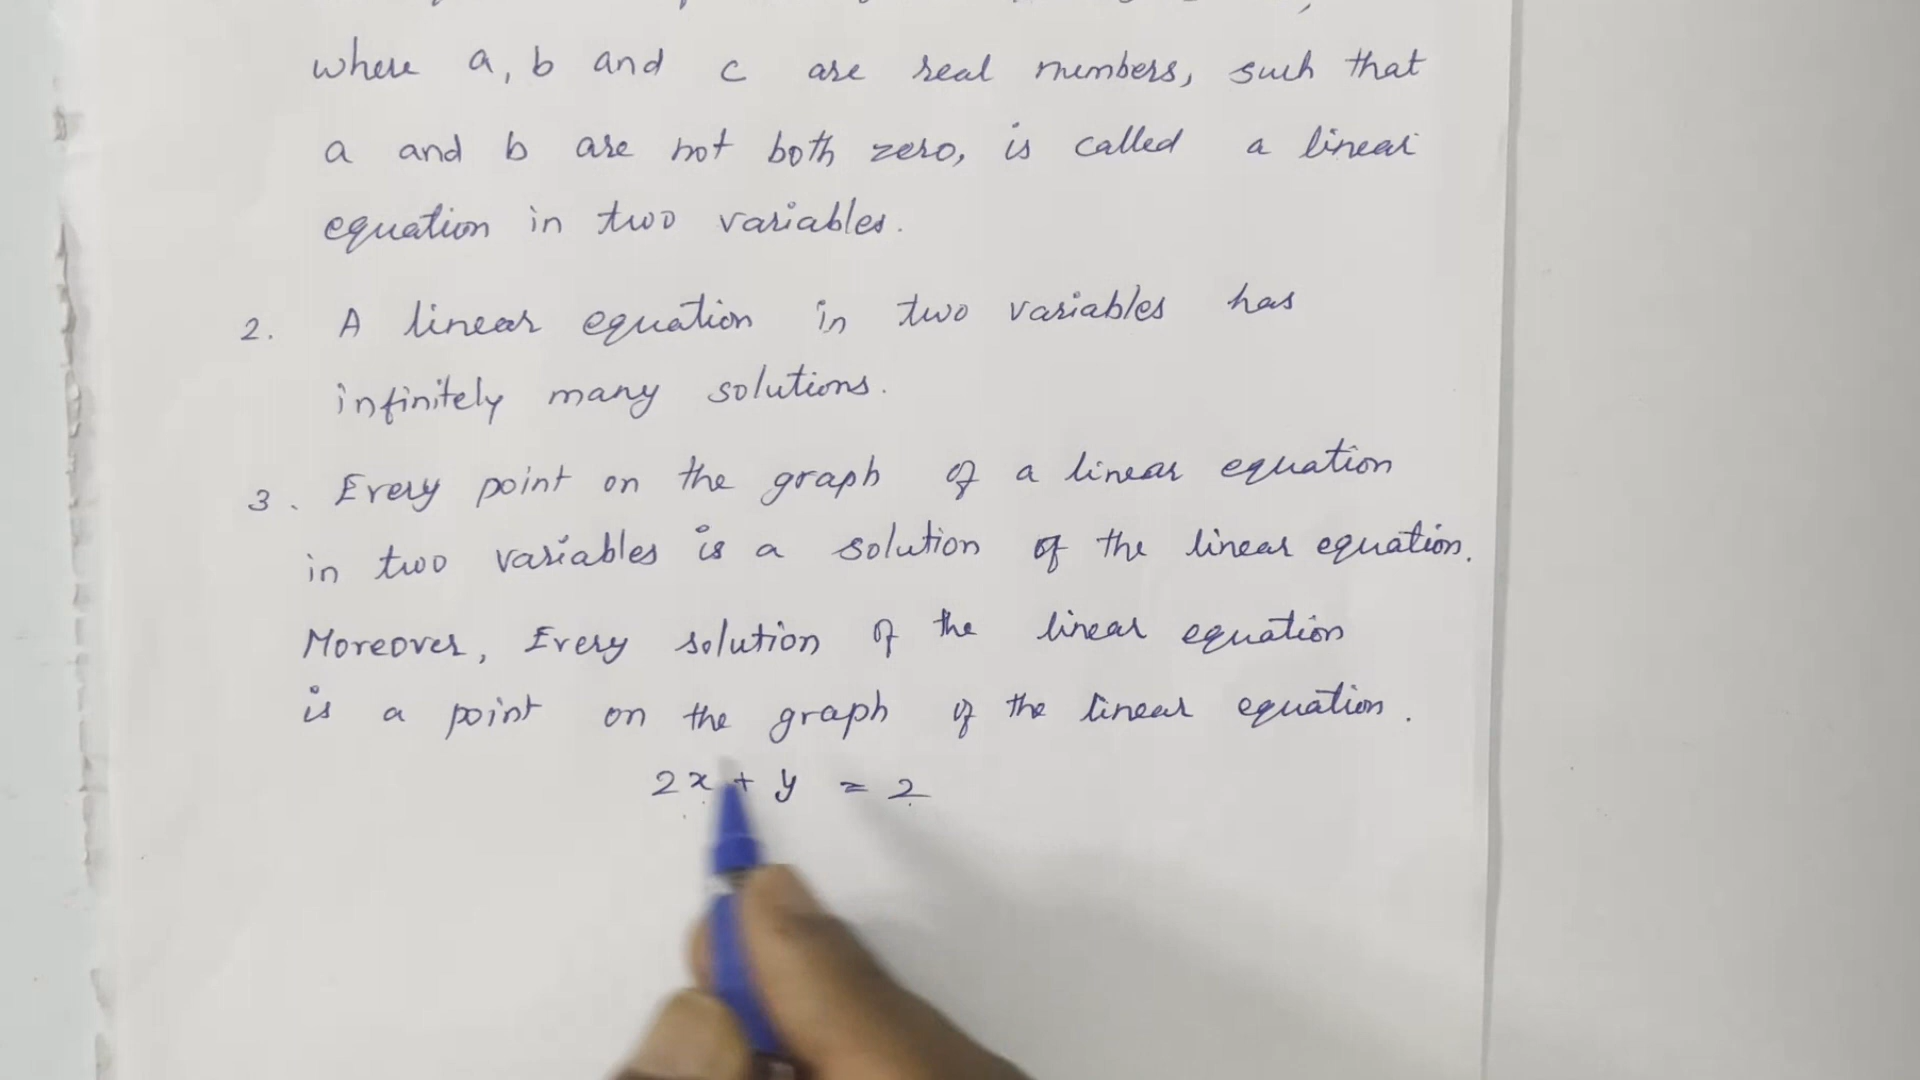 where a, b and c are real numbers, such that
a and b are not both zero, is called a linear
equation in two variables.
2. A linear equation in two variables has
infinitely many solutions.
3. Every point on the graph of a linear equation
in two variables is a solution of the linear equation.
Moreover, Every solution of the linear equation
is a point on the graph of the linear equation.
2x + y = 2